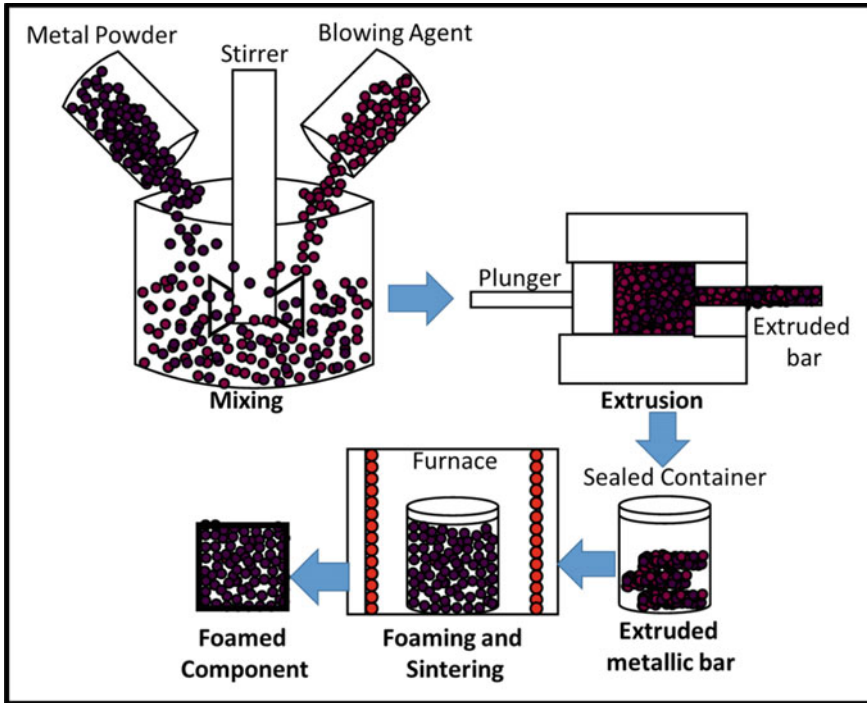 Metal Powder
Stirrer
Blowing Agent
Mixing
Plunger
Extruded
bar
Extrusion
Furnace
Sealed Container
Foamed
Component
Foaming and
Sintering
Extruded
metallic bar